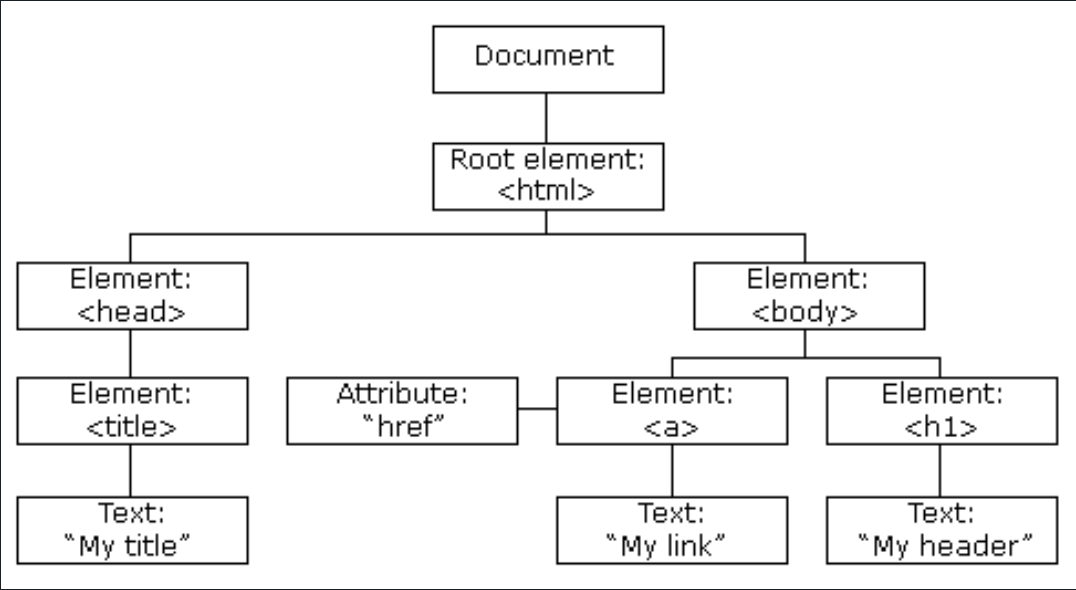 Document
Root element:
<html>
Element:
<head>
Element:
<body>
Element:
<title>
Attribute:
“href”
Element:
<a>
Element:
<h1>
Text:
“My title”
Text:
“My link”
Text:
“My header”